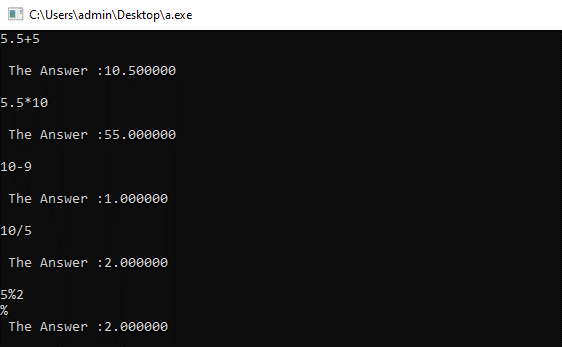 C:\Users\admin\Desktop\a.exe
5.5+5
The Answer :10.500000
5.5*10
The Answer :55.000000
10-9
The Answer :1.000000
10/5
The Answer :2.000000
5%2
%
The Answer :2.000000